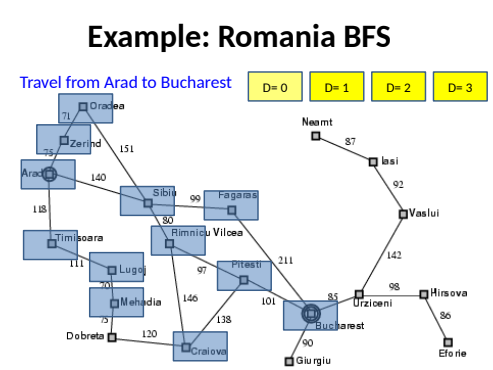 Example: Romania BFS
Travel from Arad to Bucharest
D= 0
D= 1
D= 2
D= 3
Oradea
71
Neamt
87
Zerind
75
151
Iasi
Arad
140
92
Sibiu
99
Fagaras
118
80
Vaslui
Timisoara
Rimnicu Vilcea
111
Lugoj
97
Pitesti
211
142
70
98
Hirsova
Mehadia
146
101
85
Urziceni
75
138
86
Bucharest
Dobreta
120
90
Craiova
Eforie
Giurgiu